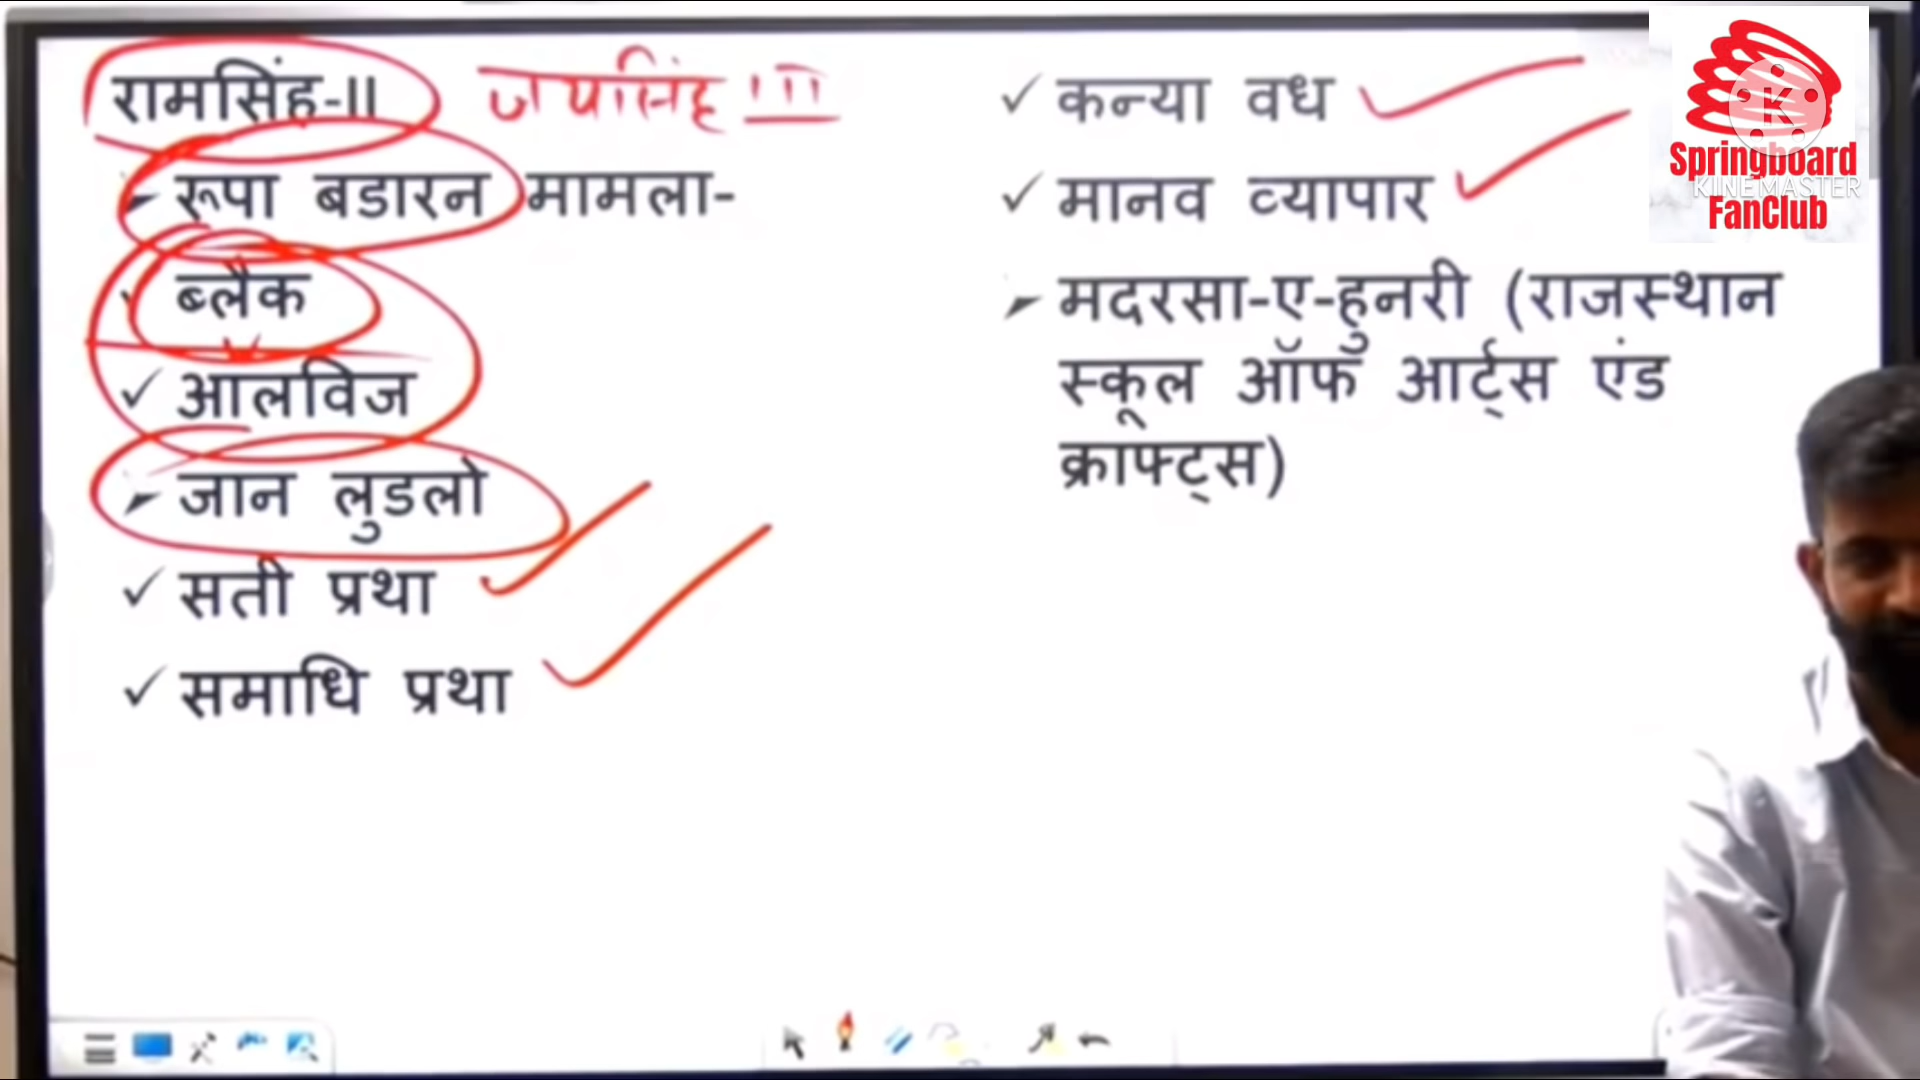 रामसिंह-II जयसिंह III
रूपा बडारन मामला-
ब्लैक
आलविज
जान लुडलो
सती प्रथा
समाधि प्रथा
कन्या वध
मानव व्यापार
मदरसा-ए-हुनरी (राजस्थान
स्कूल ऑफ आर्ट्स एंड
क्राफ्ट्स)
K
Springboard
KINEMASTER
FanClub